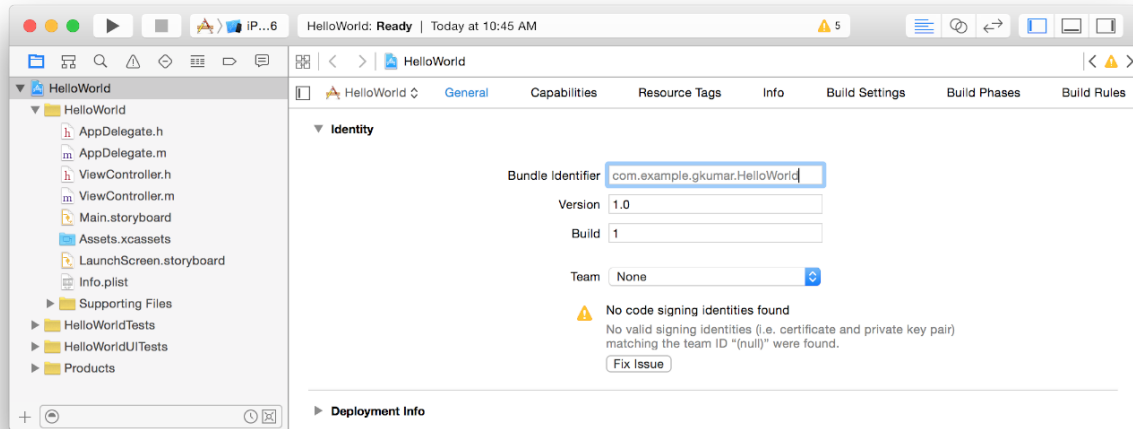 iP...6
HelloWorld: Ready | Today at 10:45 AM
5
HelloWorld
HelloWorld
General
Capabilities
Resource Tags
Info
Build Settings
Build Phases
Build Rules
HelloWorld
HelloWorld
h AppDelegate.h
m AppDelegate.m
h ViewController.h
m ViewController.m
Main.storyboard
Assets.xcassets
LaunchScreen.storyboard
Info.plist
Supporting Files
HelloWorldTests
HelloWorldUITests
Products
Identity
Bundle Identifier com.example.gkumar.HelloWorld
Version 1.0
Build 1
Team None
No code signing identities found
No valid signing identities (i.e. certificate and private key pair)
matching the team ID “(null)” were found.
Fix Issue
Deployment Info